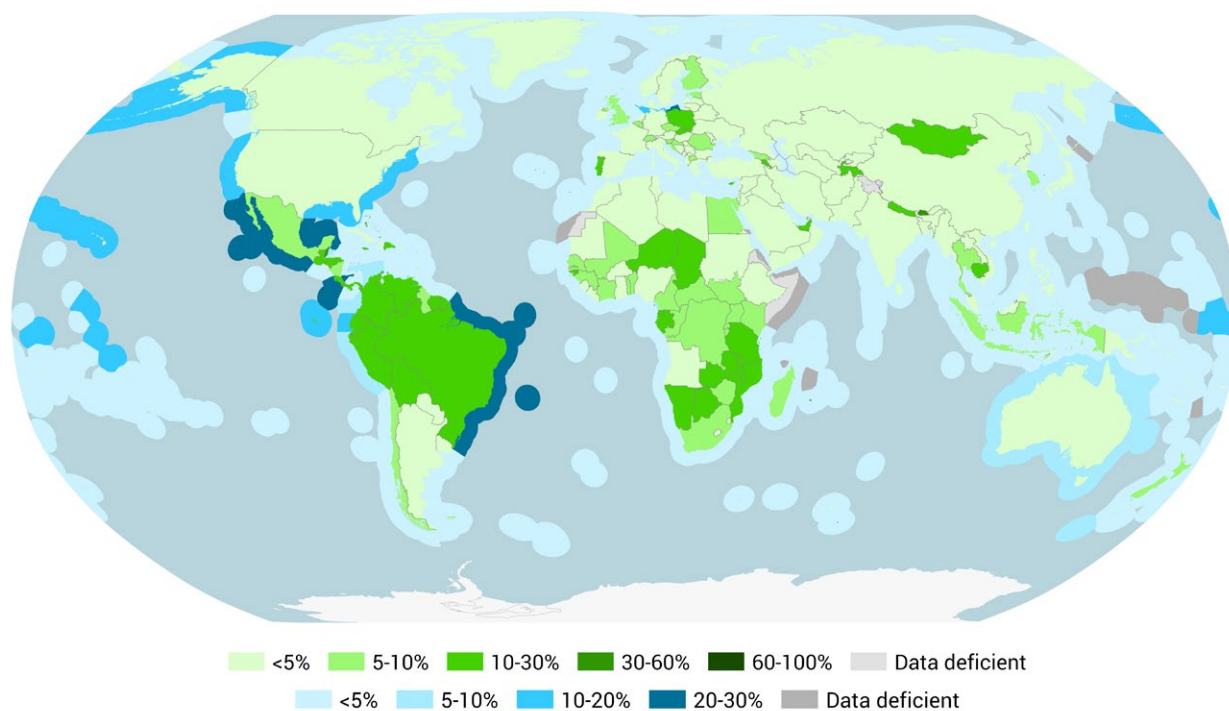 <5% 5-10% 10-30% 30-60% 60-100% Data deficient
<5% 5-10% 10-20% 20-30% Data deficient